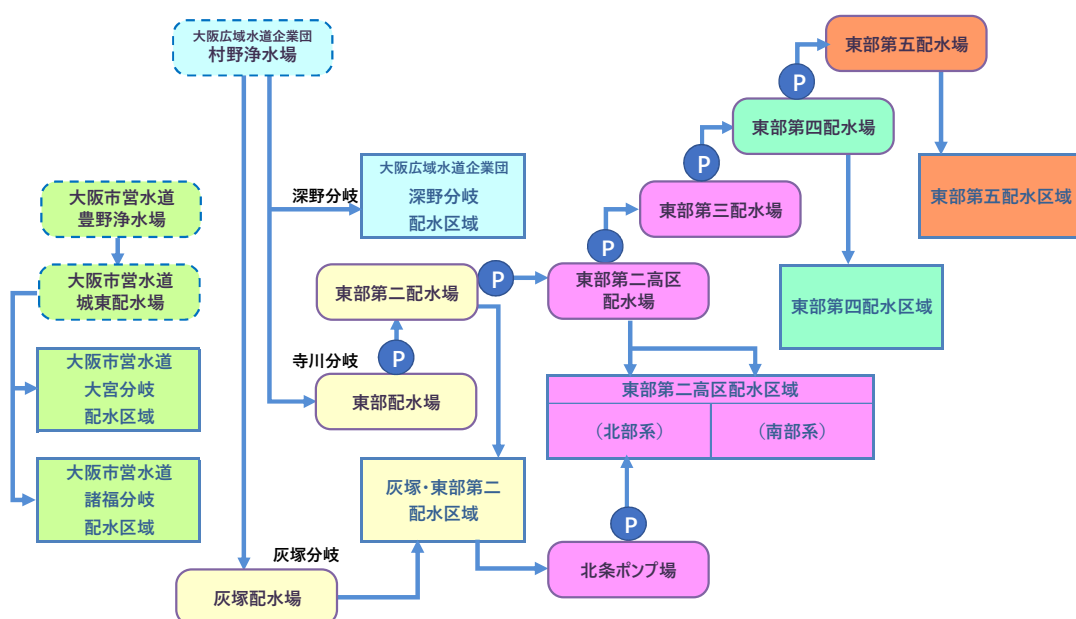 大阪広域水道企業団
村野浄水場
東部第五配水場
P
東部第四配水場
P
大阪広域水道企業団
深野分岐
配水区域
深野分岐
東部第三配水場
東部第五配水区域
大阪市営水道
豊野浄水場
P
大阪市営水道
城東配水場
東部第二配水場
P
東部第二高区
配水場
東部第四配水区域
大阪市営水道
大宮分岐
配水区域
寺川分岐
P
東部配水場
東部第二高区配水区域
（北部系）
（南部系）
大阪市営水道
諸福分岐
配水区域
灰塚・東部第二
配水区域
P
灰塚分岐
灰塚配水場
北条ポンプ場